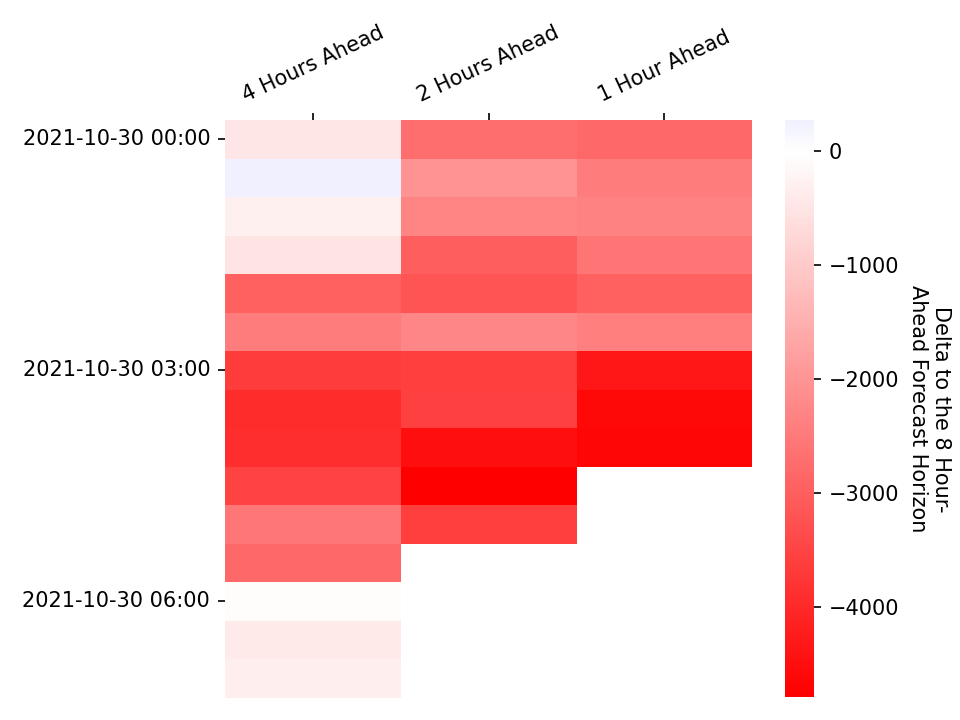 4 Hours Ahead
2 Hours Ahead
1 Hour Ahead
2021-10-30 00:00
2021-10-30 03:00
2021-10-30 06:00
0
−1000
−2000
−3000
−4000
Delta to the 8 Hour-
Ahead Forecast Horizon